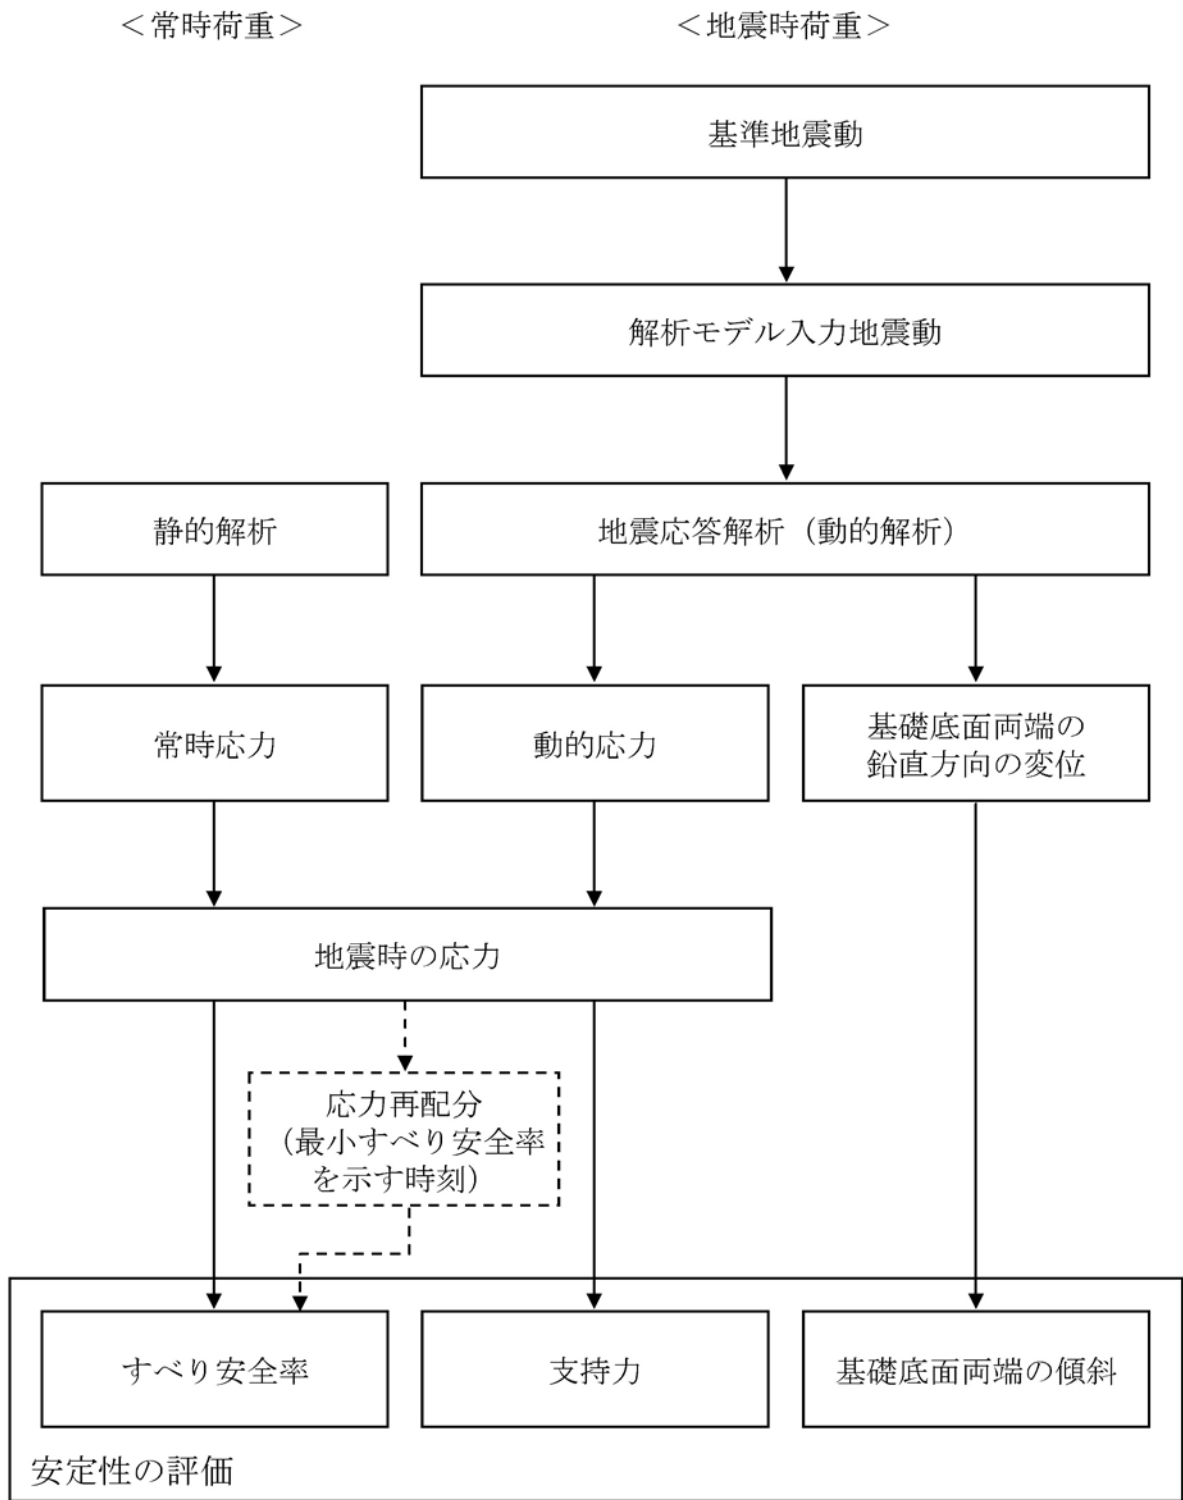 ＜常時荷重＞
＜地震時荷重＞
基準地震動
解析モデル入力地震動
静的解析
地震応答解析（動的解析）
常時応力
動的応力
基礎底面両端の
鉛直方向の変位
地震時の応力
応力再配分
（最小すべり安全率
を示す時刻）
すべり安全率
支持力
基礎底面両端の傾斜
安定性の評価